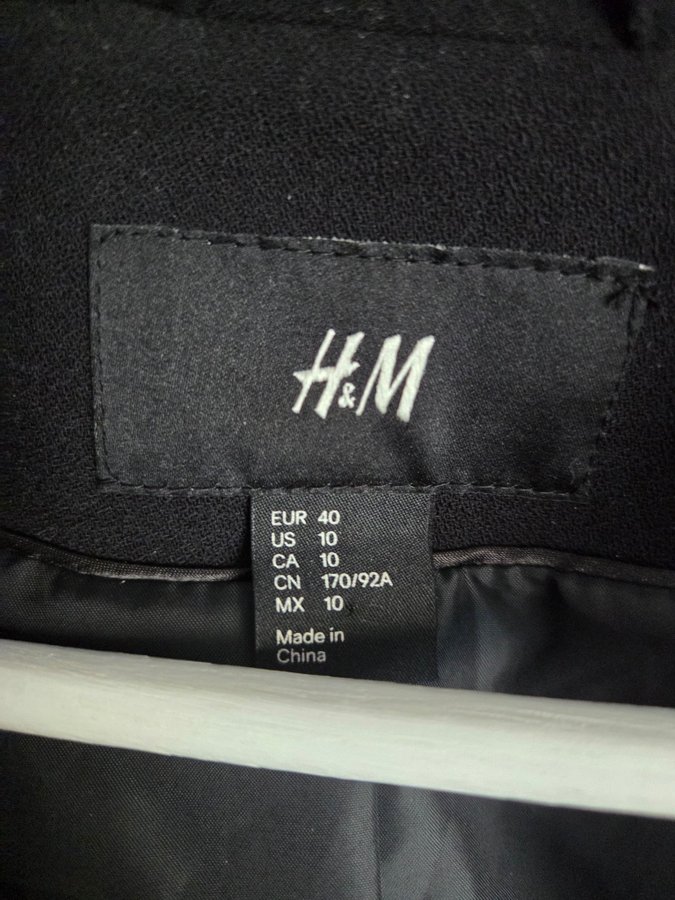 H&M
EUR 40
US 10
CA 10
CN 170/92A
MX 10
Made in
China